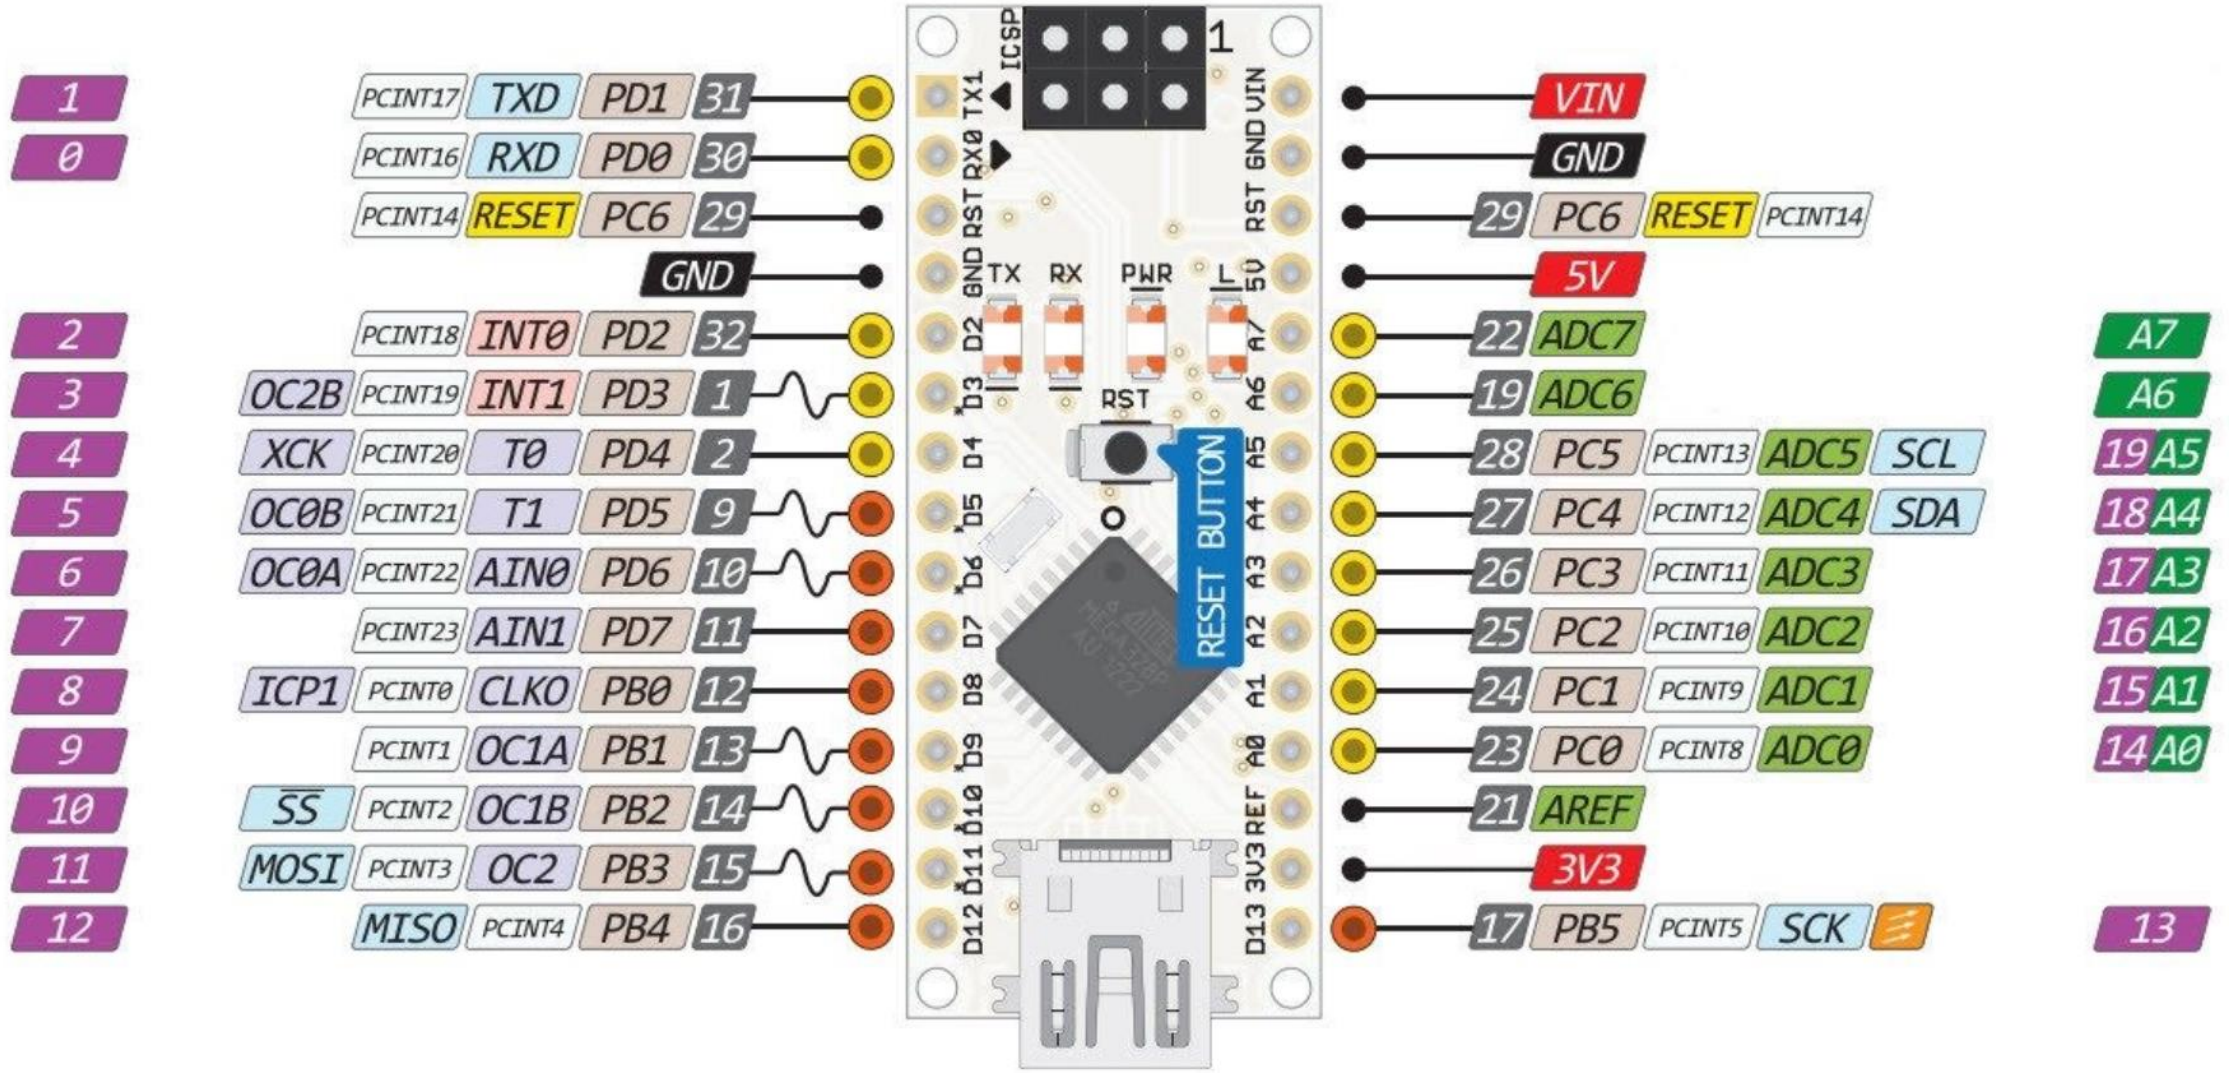 ICSP 1
1 PCINT17 TXD PD1 31 TX1 VIN VIN
0 PCINT16 RXD PD0 30 RX0 GND GND
PCINT14 RESET PC6 29 RST RST 29 PC6 RESET PCINT14
GND GND TX RX PWR L 5V 5V
2 PCINT18 INT0 PD2 32 D2 A7 22 ADC7 A7
3 OC2B PCINT19 INT1 PD3 1 *D3 RST A6 19 ADC6 A6
4 XCK PCINT20 T0 PD4 2 D4 A5 28 PC5 PCINT13 ADC5 SCL 19 A5
5 OC0B PCINT21 T1 PD5 9 *D5 A4 27 PC4 PCINT12 ADC4 SDA 18 A4
RESET BUTTON
6 OC0A PCINT22 AIN0 PD6 10 *D6 A3 26 PC3 PCINT11 ADC3 17 A3
7 PCINT23 AIN1 PD7 11 D7 A2 25 PC2 PCINT10 ADC2 16 A2
MEGA328P
AU 1222
8 ICP1 PCINT0 CLKO PB0 12 D8 A1 24 PC1 PCINT9 ADC1 15 A1
9 PCINT1 OC1A PB1 13 *D9 A0 23 PC0 PCINT8 ADC0 14 A0
10 SS PCINT2 OC1B PB2 14 *D10 REF 21 AREF
11 MOSI PCINT3 OC2 PB3 15 *D11 3V3 3V3
12 MISO PCINT4 PB4 16 D12 D13 17 PB5 PCINT5 SCK 13